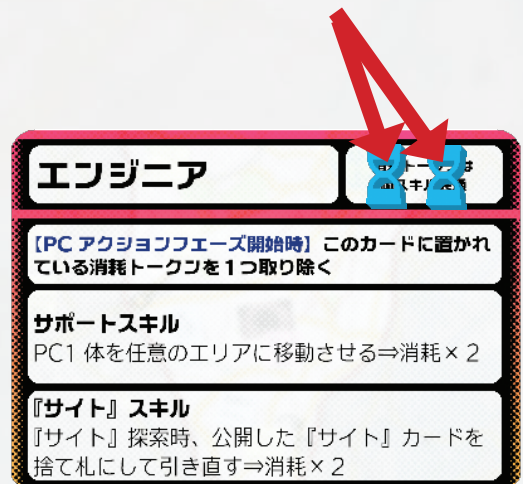 エンジニア
【PC アクションフェーズ開始時】このカードに置かれ
ている消耗トークンを1つ取り除く
サポートスキル
PC1 体を任意のエリアに移動させる⇒消耗×2
『サイト』スキル
『サイト』探索時、公開した『サイト』カードを
捨て札にして引き直す⇒消耗×2